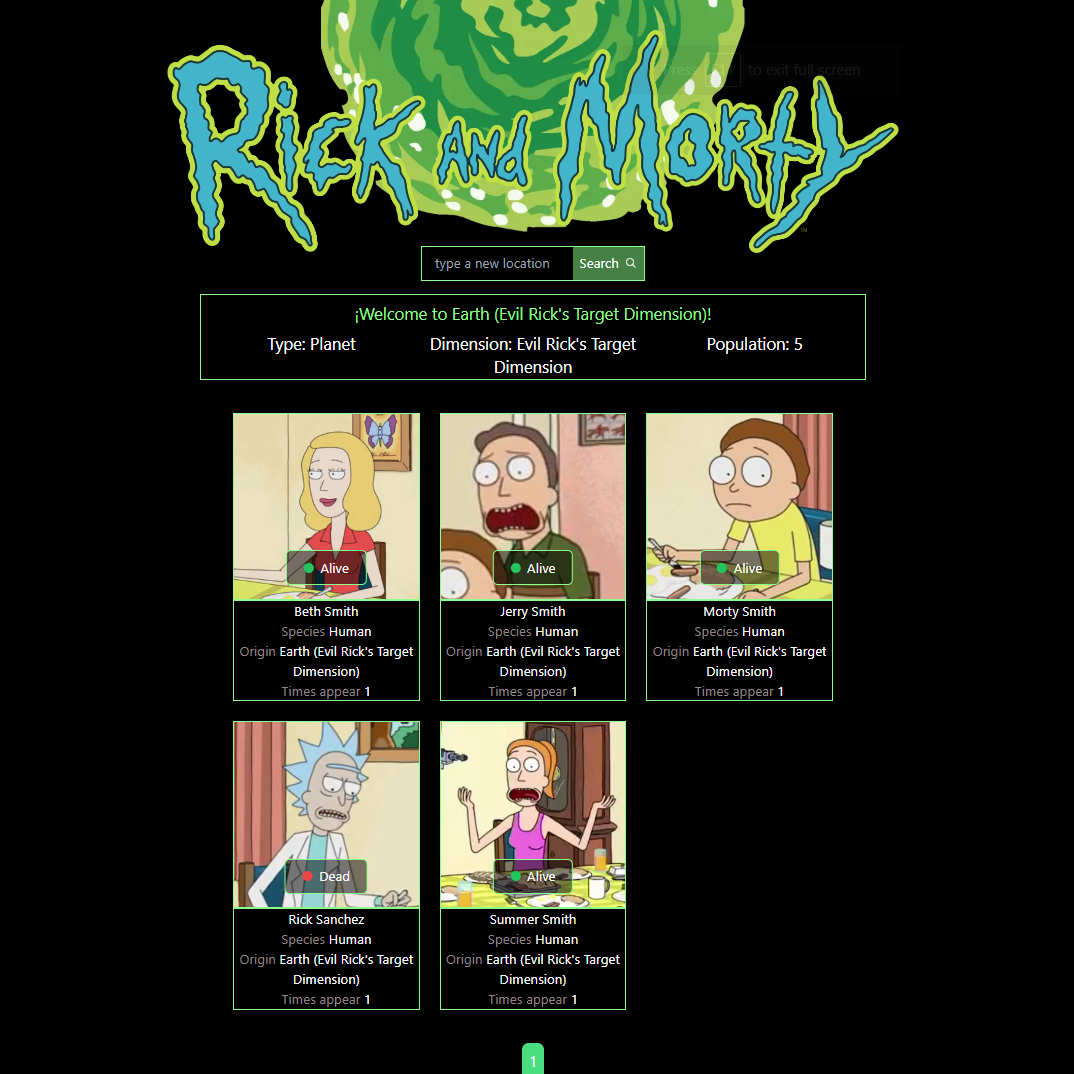 Rick and Morty
Press F11 to exit full screen
TM
type a new location
Search
¡Welcome to Earth (Evil Rick's Target Dimension)!
Type: Planet
Dimension: Evil Rick's Target
Dimension
Population: 5
Alive
Alive
Alive
Beth Smith
Species Human
Origin Earth (Evil Rick's Target
Dimension)
Times appear 1
Jerry Smith
Species Human
Origin Earth (Evil Rick's Target
Dimension)
Times appear 1
Morty Smith
Species Human
Origin Earth (Evil Rick's Target
Dimension)
Times appear 1
Dead
Alive
Rick Sanchez
Species Human
Origin Earth (Evil Rick's Target
Dimension)
Times appear 1
Summer Smith
Species Human
Origin Earth (Evil Rick's Target
Dimension)
Times appear 1
1